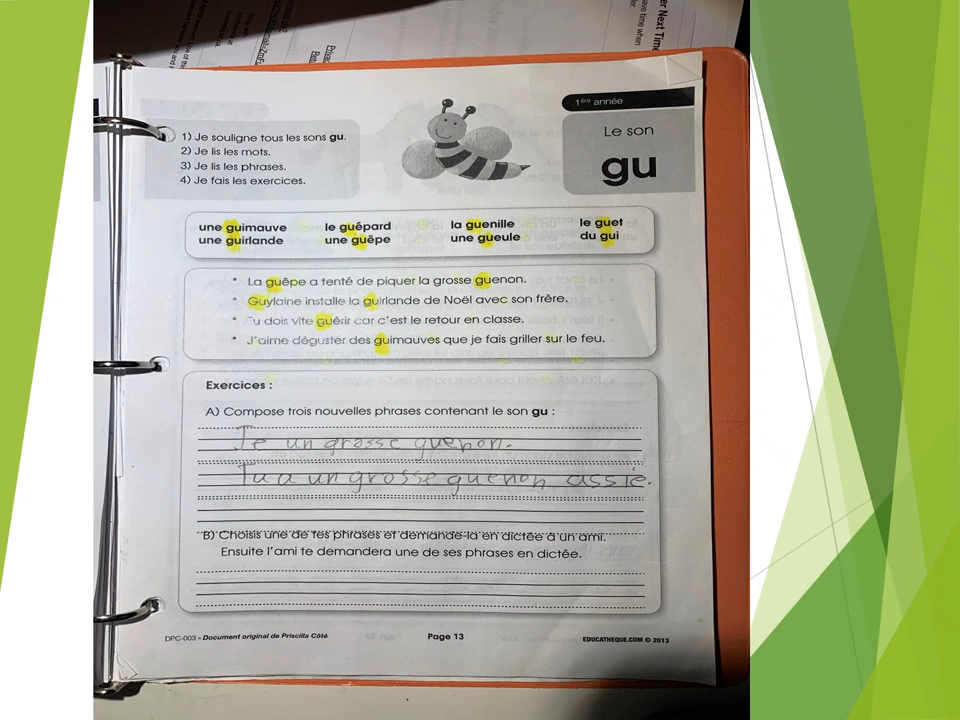 er Next Time
ave time when
1ère année
Le son
gu
1) Je souligne tous les sons gu.
2) Je lis les mots.
3) Je lis les phrases.
4) Je fais les exercices.
une guimauve le guépard la guenille le guet
une guirlande une guêpe une gueule du gui
* La guêpe a tenté de piquer la grosse guenon.
* Guylaine installe la guirlande de Noël avec son frère.
* Tu dois vite guérir car c'est le retour en classe.
* J'aime déguster des guimauves que je fais griller sur le feu.
Exercices :
A) Compose trois nouvelles phrases contenant le son gu :
Je un grosse guenon.
Tu a un grosse guenon assie.
B) Choisis une de tes phrases et demande-la en dictée à un ami.
Ensuite l'ami te demandera une de ses phrases en dictée.
DPC-003 - Document original de Priscilla Côté Page 13 EDUCATHEQUE.COM © 2013